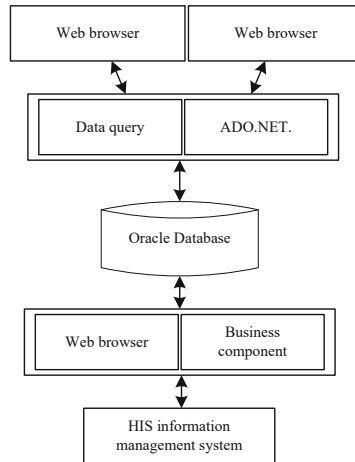 Web browser
Web browser
Data query
ADO.NET.
Oracle Database
Web browser
Business
component
HIS information
management system